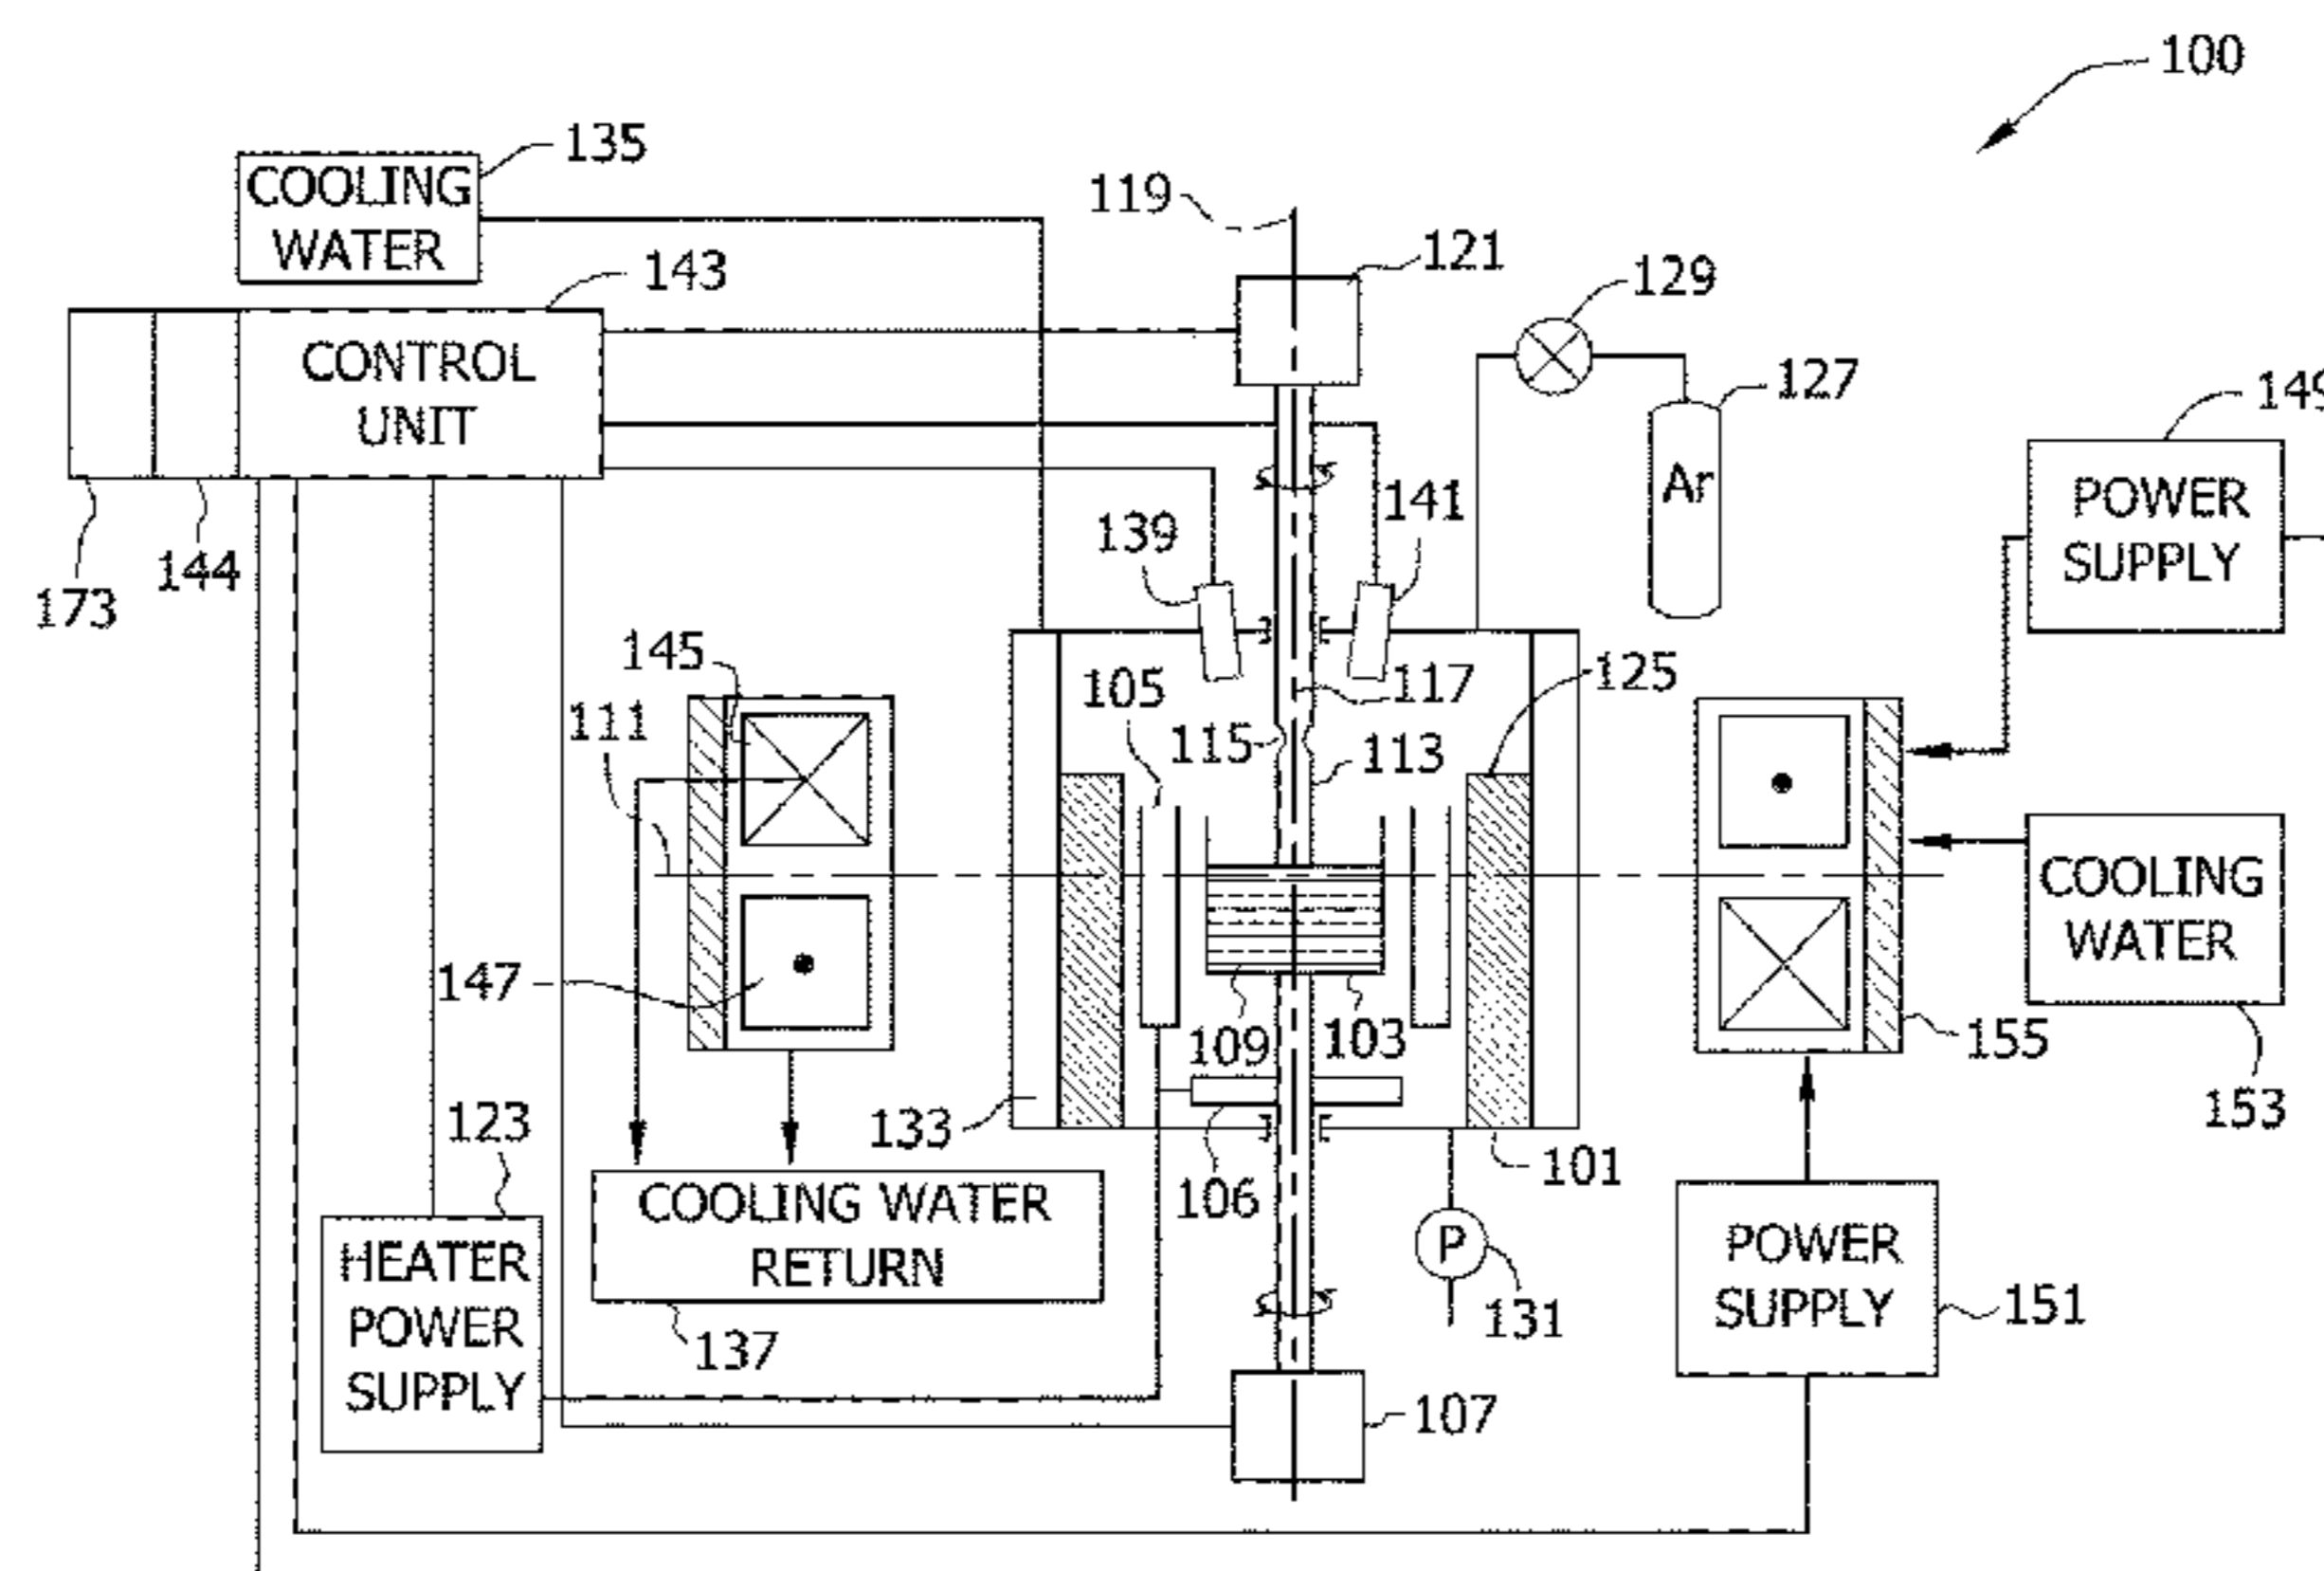 100
135
COOLING
WATER
119
121
143
129
CONTROL
UNIT
127
149
Ar
POWER
SUPPLY
141
139
144
173
145
105
117
125
111
115
113
COOLING
WATER
147
109
103
155
153
133
123
101
106
COOLING WATER
RETURN
P
POWER
SUPPLY
HEATER
POWER
SUPPLY
131
151
137
107